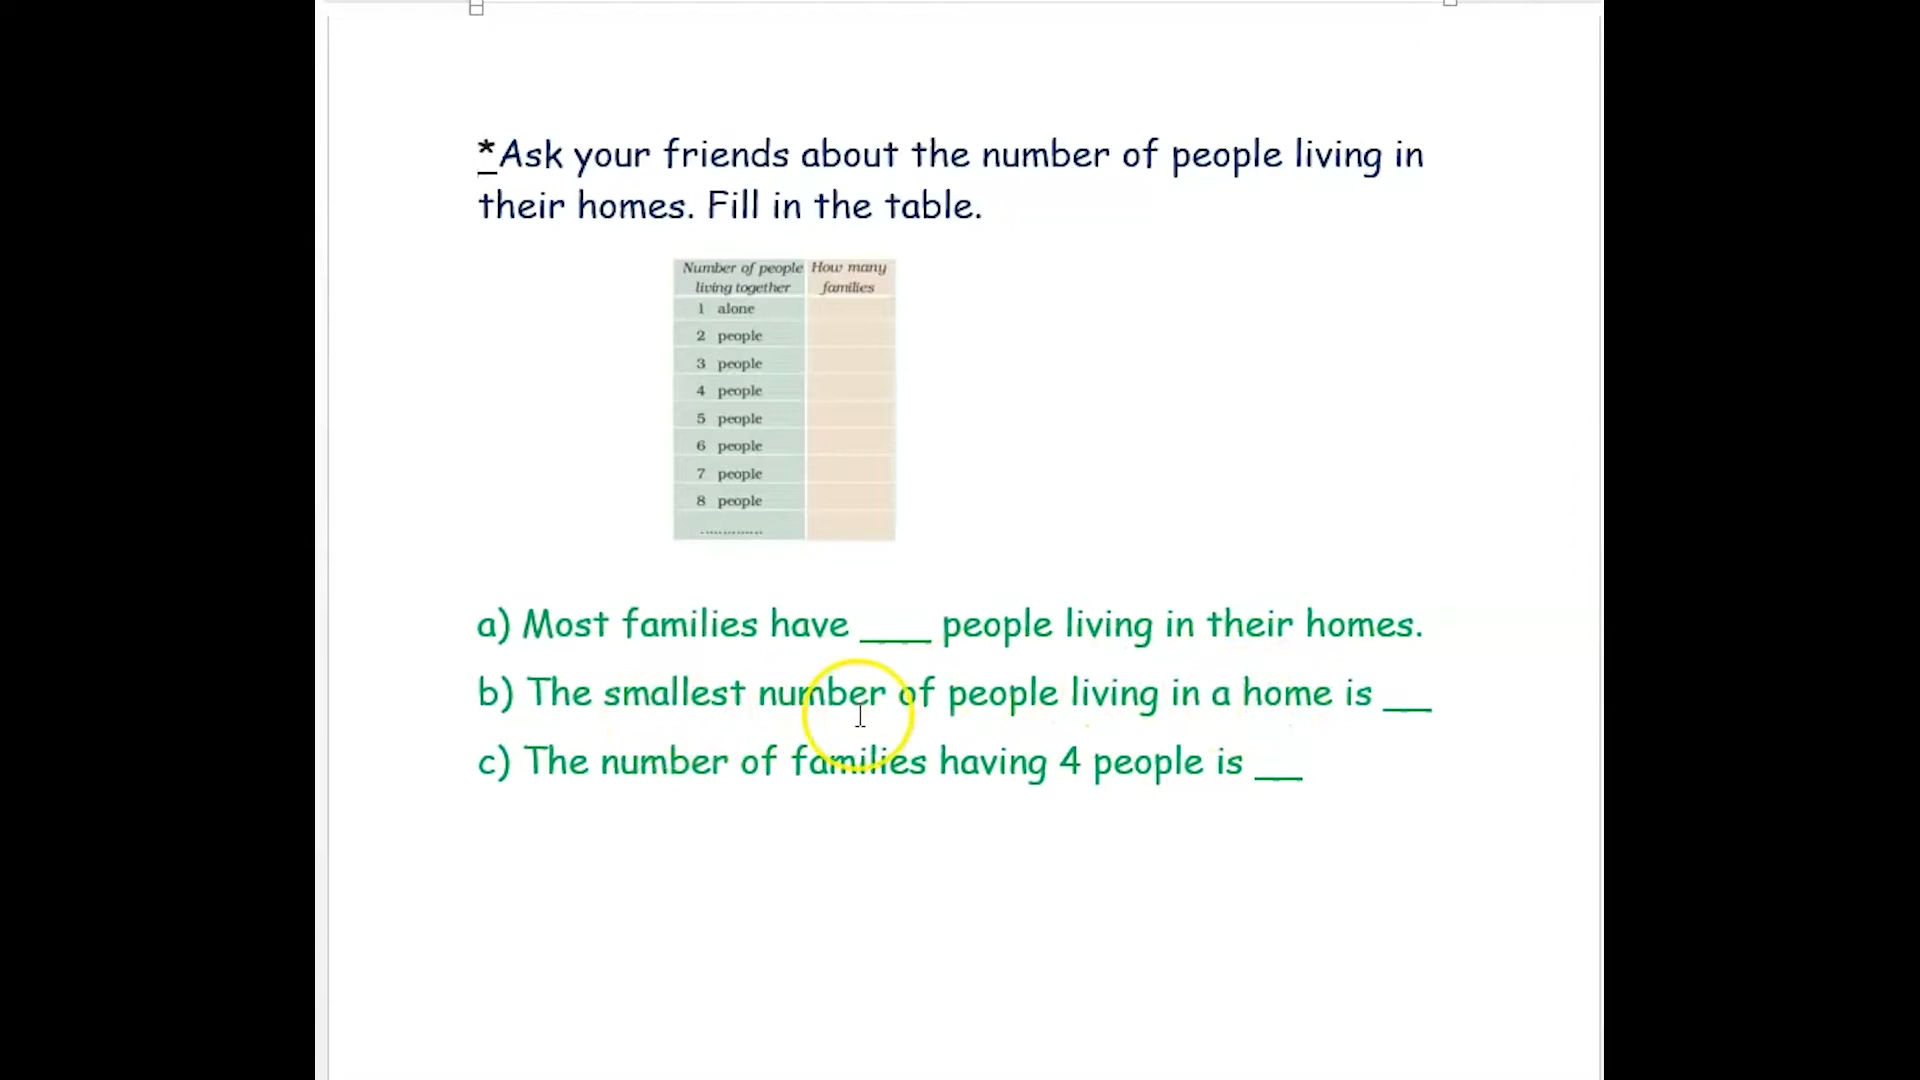 *Ask your friends about the number of people living in
their homes. Fill in the table.
Number of people living together How many families
1 alone
2 people
3 people
4 people
5 people
6 people
7 people
8 people
..............
a) Most families have ___ people living in their homes.
b) The smallest number of people living in a home is __
c) The number of families having 4 people is __